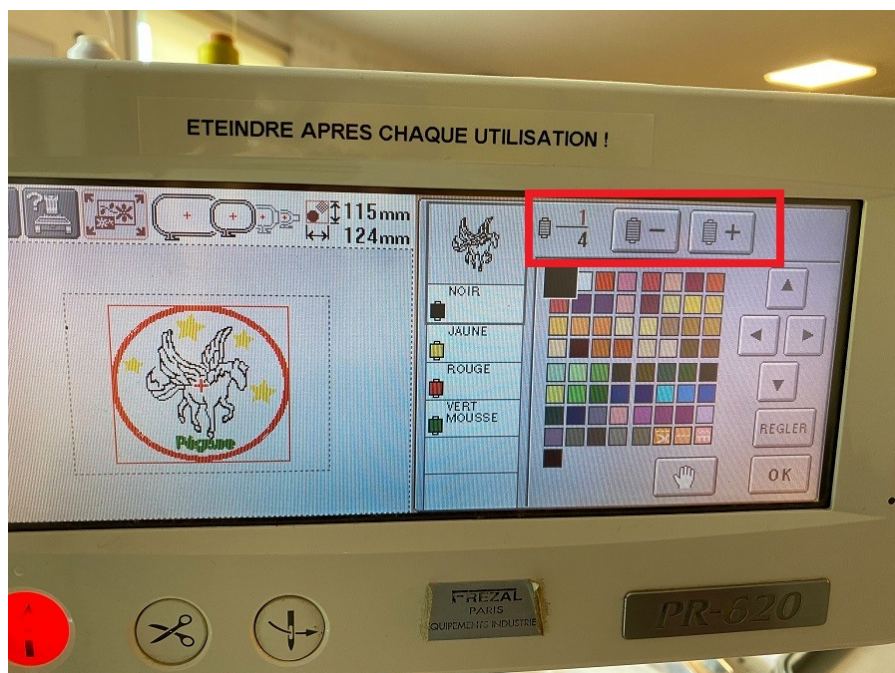 ETEINDRE APRES CHAQUE UTILISATION !
?
115mm
124mm
1
4
-
+
NOIR
JAUNE
ROUGE
VERT
MOUSSE
Pégase
REGLER
OK
FREZAL
PARIS
QUIPEMENTS INDUSTRIE
PR-620